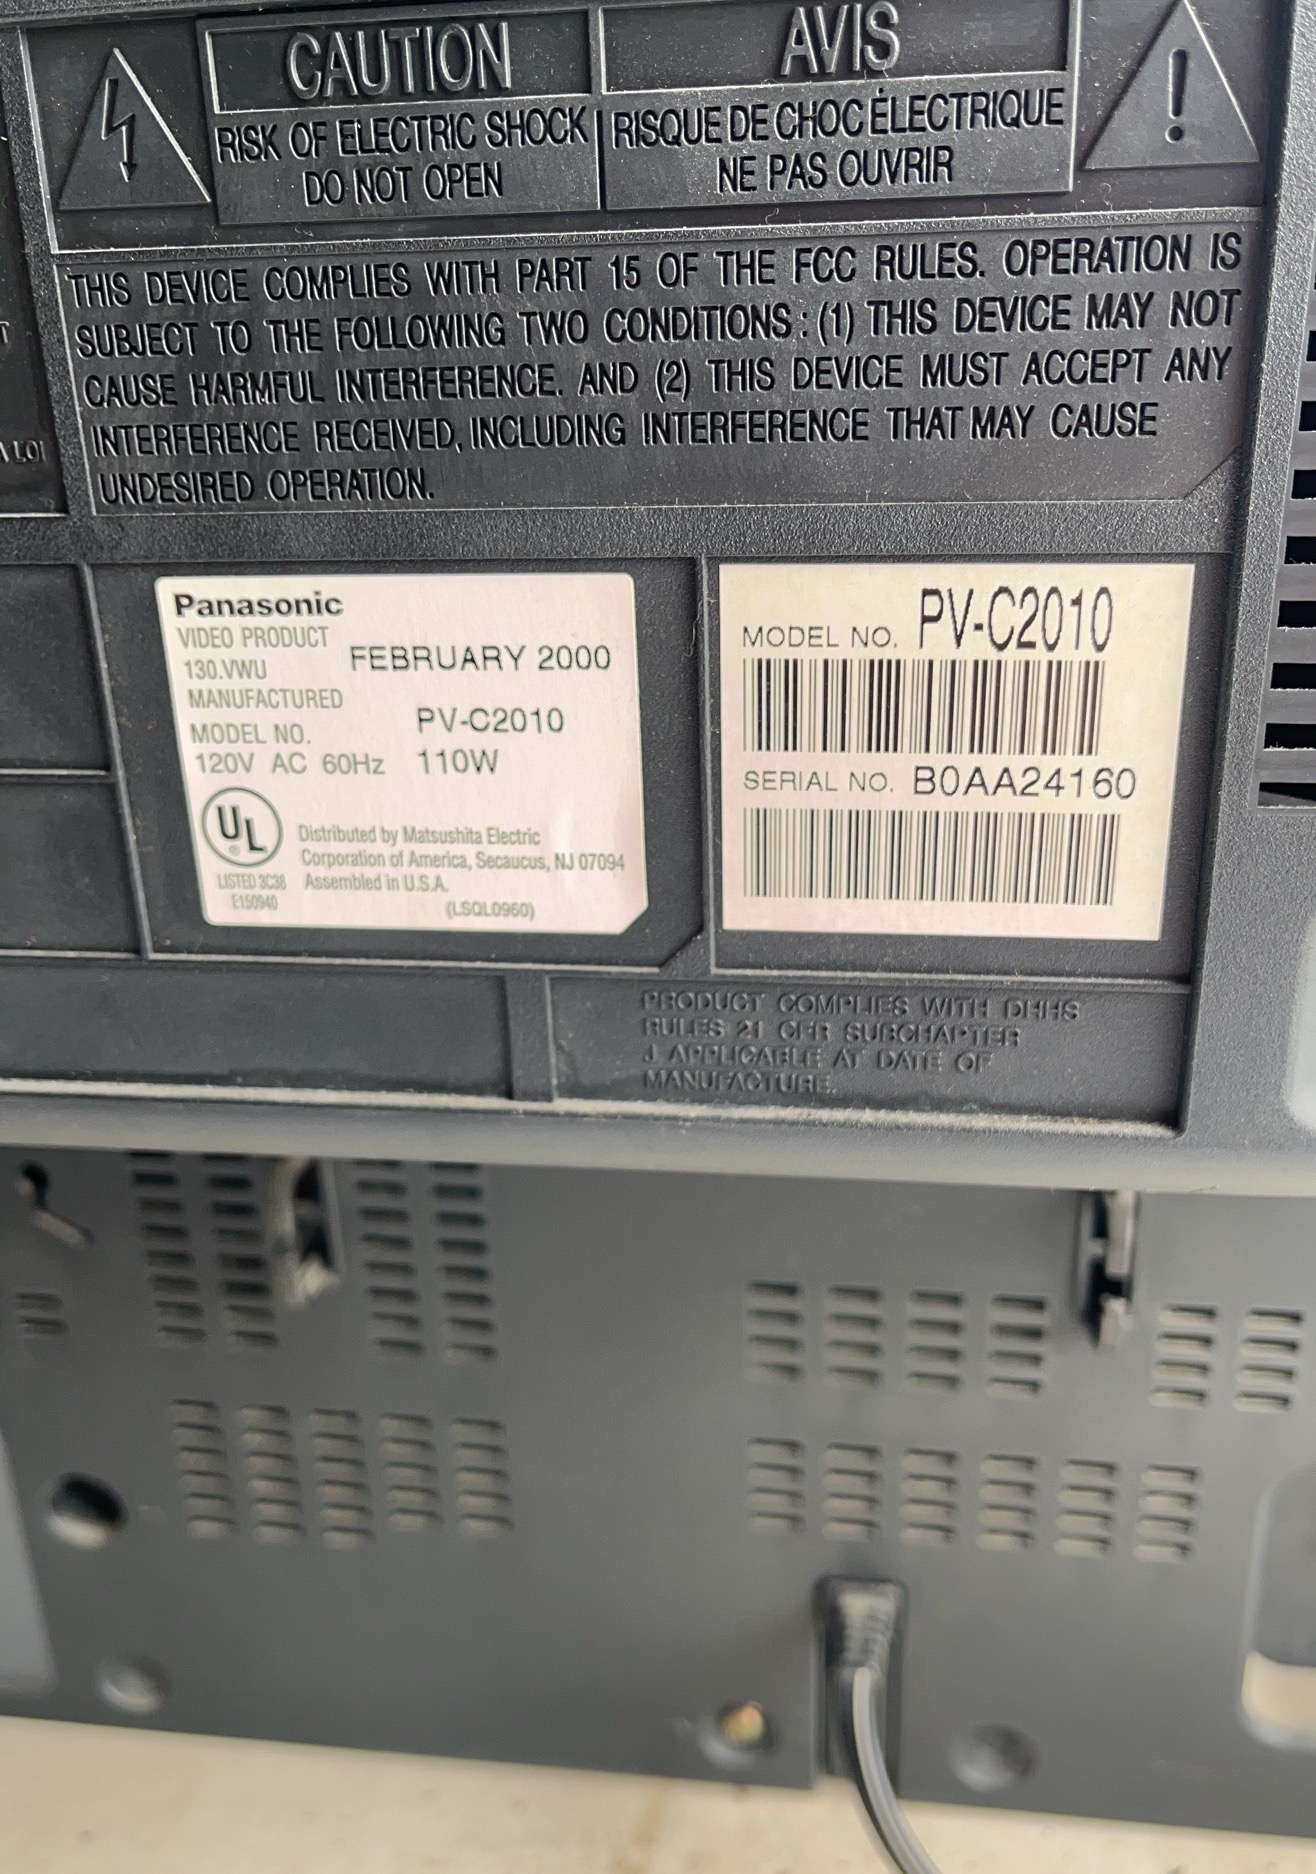 CAUTION
RISK OF ELECTRIC SHOCK
DO NOT OPEN
AVIS
RISQUE DE CHOC ÉLECTRIQUE
NE PAS OUVRIR
THIS DEVICE COMPLIES WITH PART 15 OF THE FCC RULES. OPERATION IS
SUBJECT TO THE FOLLOWING TWO CONDITIONS : (1) THIS DEVICE MAY NOT
CAUSE HARMFUL INTERFERENCE. AND (2) THIS DEVICE MUST ACCEPT ANY
INTERFERENCE RECEIVED, INCLUDING INTERFERENCE THAT MAY CAUSE
UNDESIRED OPERATION.
Panasonic
VIDEO PRODUCT
130.VWU FEBRUARY 2000
MANUFACTURED
MODEL NO. PV-C2010
120V AC 60Hz 110W
UL
LISTED 3C38
E150940
Distributed by Matsushita Electric
Corporation of America, Secaucus, NJ 07094
Assembled in U.S.A.
(LSQL0960)
MODEL NO. PV-C2010
SERIAL NO. B0AA24160
PRODUCT COMPLIES WITH DHHS
RULES 21 CFR SUBCHAPTER
J APPLICABLE AT DATE OF
MANUFACTURE.